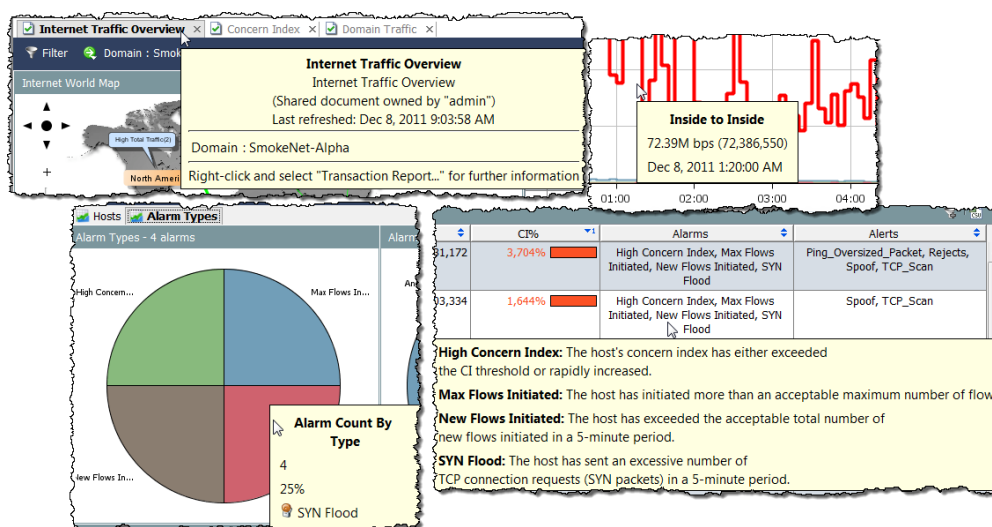 Internet Traffic Overview
Concern Index
Domain Traffic
Filter
Domain : Smok
Internet World Map
High Total Traffic(2)
North Ameri
Internet Traffic Overview
Internet Traffic Overview
(Shared document owned by "admin")
Last refreshed: Dec 8, 2011 9:03:58 AM
Domain : SmokeNet-Alpha
Right-click and select "Transaction Report..." for further information
Inside to Inside
72.39M bps (72,386,550)
Dec 8, 2011 1:20:00 AM
01:00 02:00 03:00 04:00
Hosts
Alarm Types
Alarm Types - 4 alarms
Alarr
High Concern...
Max Flows In...
An
New Flows In...
Alarm Count By
Type
4
25%
SYN Flood
CI% 1 Alarms Alerts
31,172 3,704% High Concern Index, Max Flows Initiated, New Flows Initiated, SYN Flood
Ping_Oversized_Packet, Rejects, Spoof, TCP_Scan
03,334 1,644% High Concern Index, Max Flows Initiated, New Flows Initiated, SYN Flood
Spoof, TCP_Scan
High Concern Index: The host's concern index has either exceeded
the CI threshold or rapidly increased.
Max Flows Initiated: The host has initiated more than an acceptable maximum number of flow
New Flows Initiated: The host has exceeded the acceptable total number of
new flows initiated in a 5-minute period.
SYN Flood: The host has sent an excessive number of
TCP connection requests (SYN packets) in a 5-minute period.